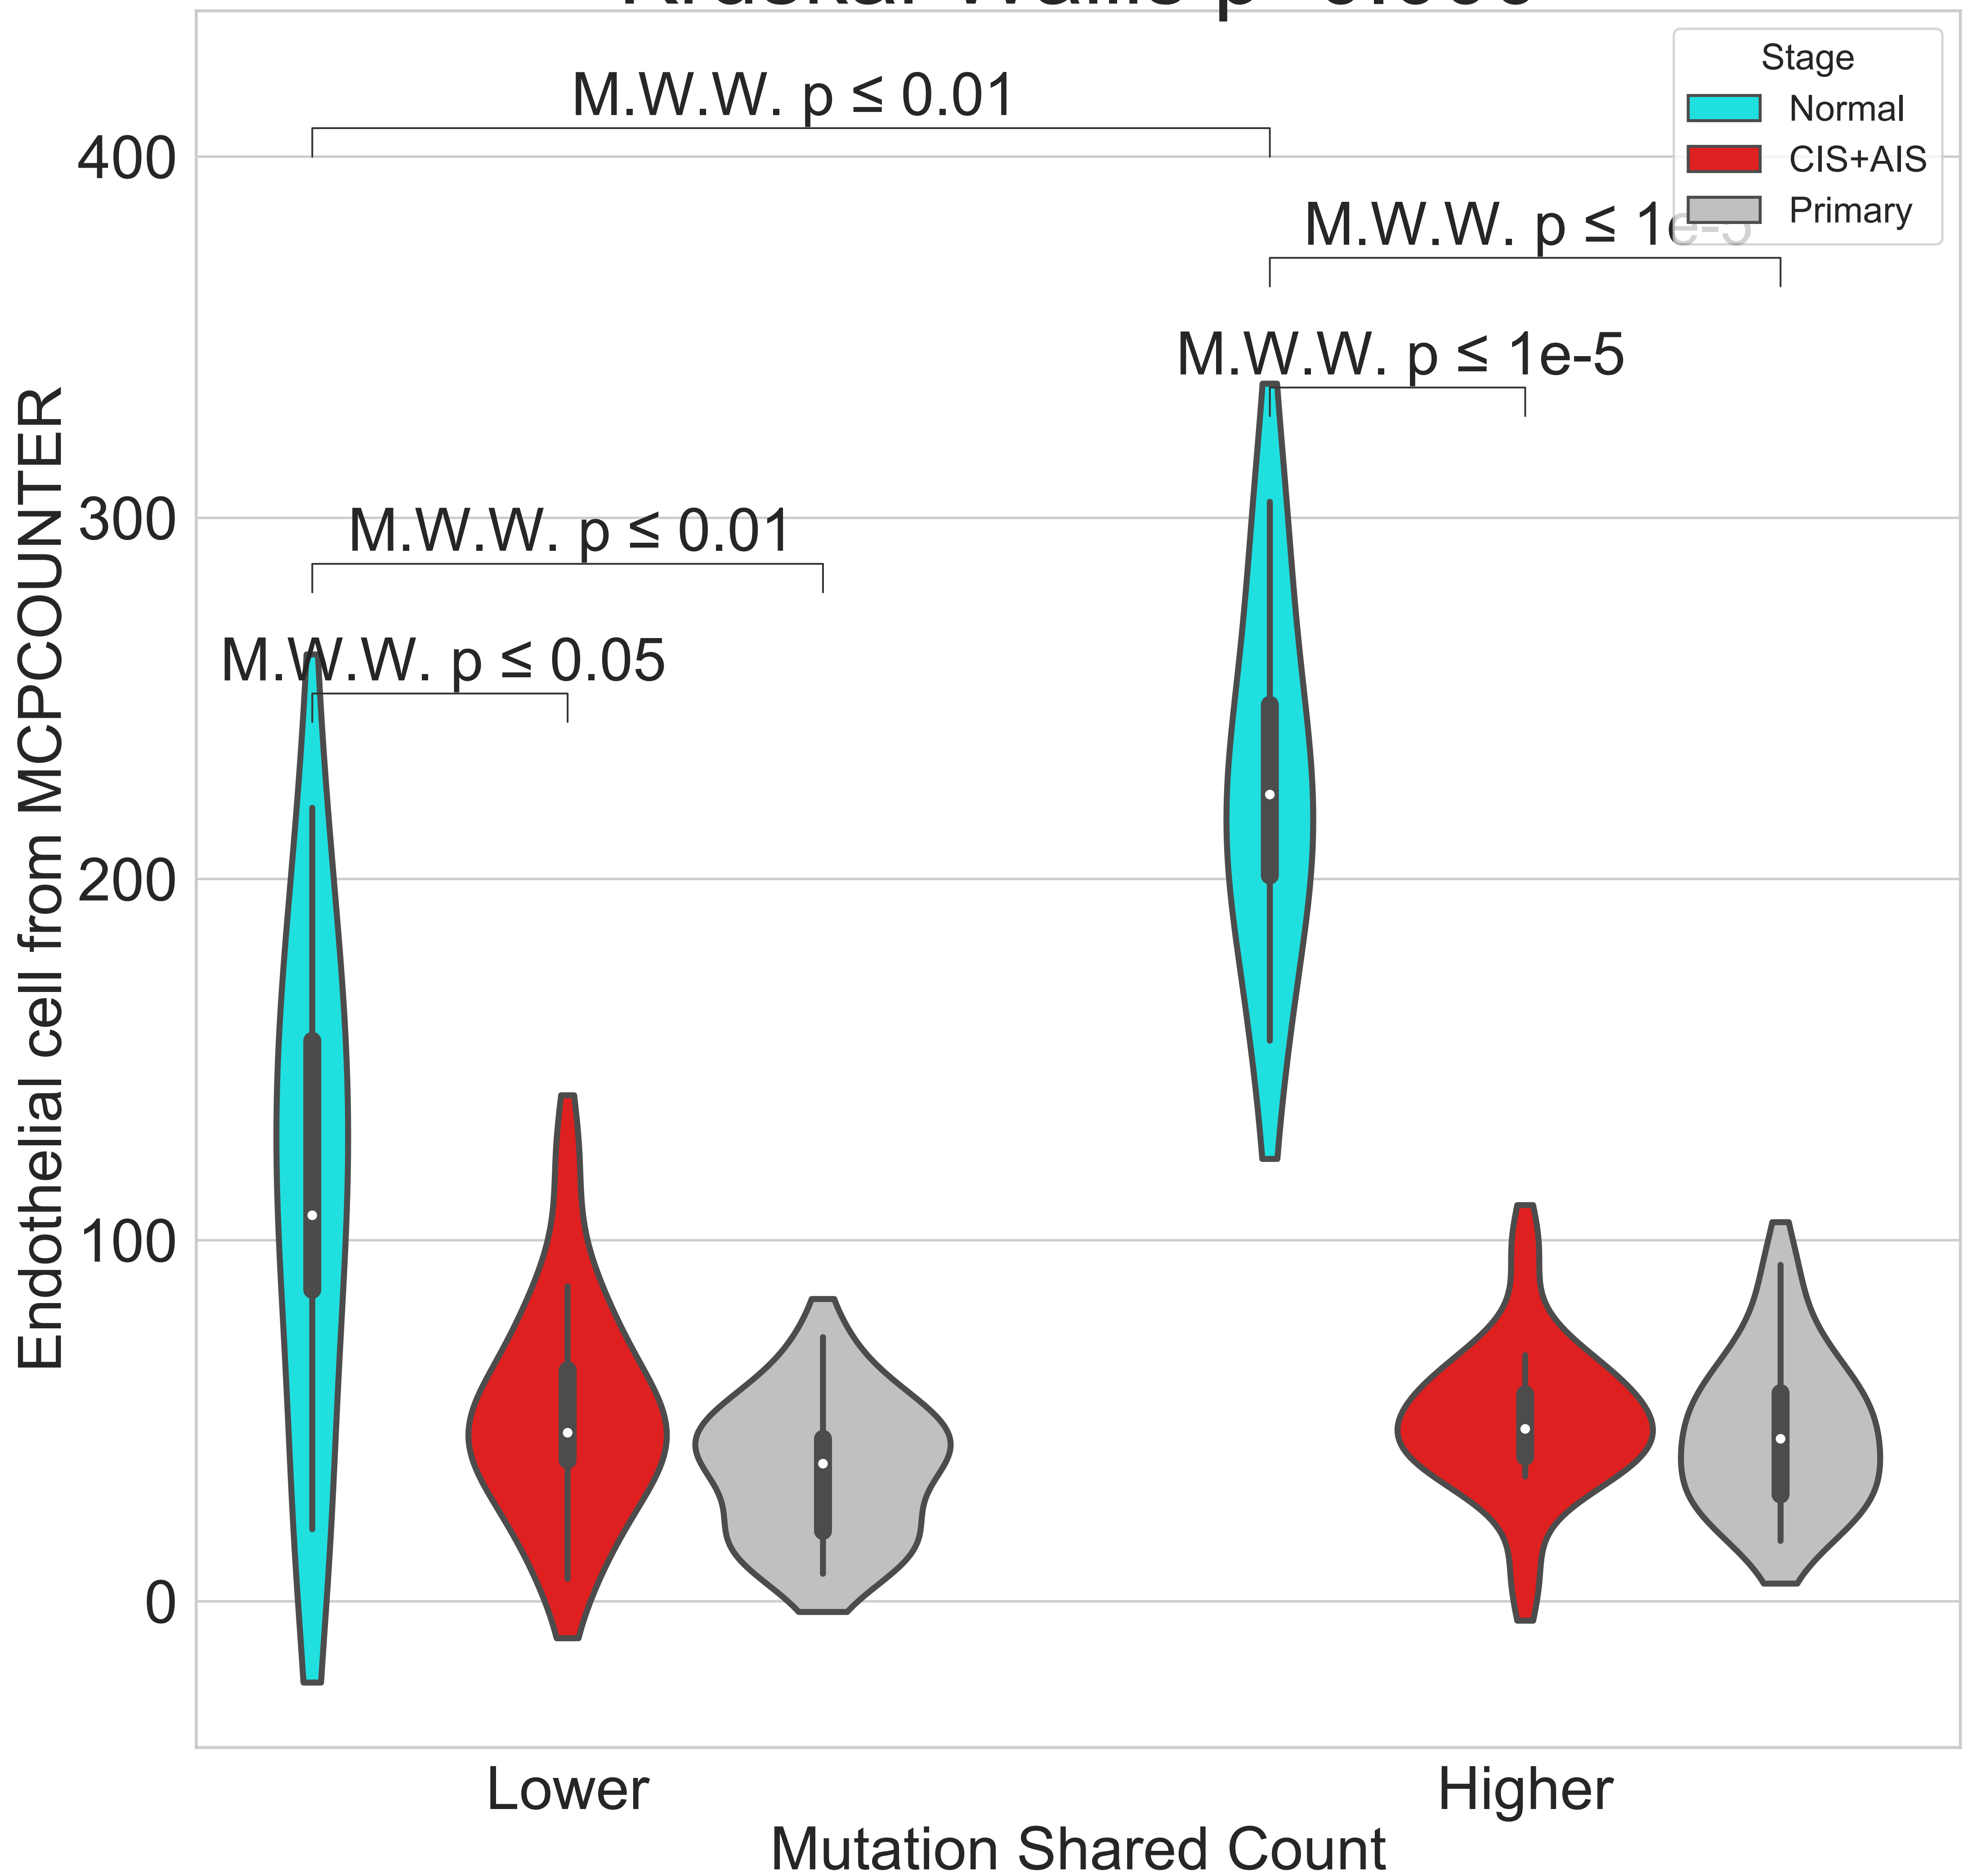 M.W.W. p ≤ 0.01
Stage
Normal
CIS+AIS
Primary
M.W.W. p ≤ 1e-5
M.W.W. p ≤ 1e-5
M.W.W. p ≤ 0.01
M.W.W. p ≤ 0.05
400
300
200
100
0
Endothelial cell from MCPCOUNTER
Lower
Higher
Mutation Shared Count